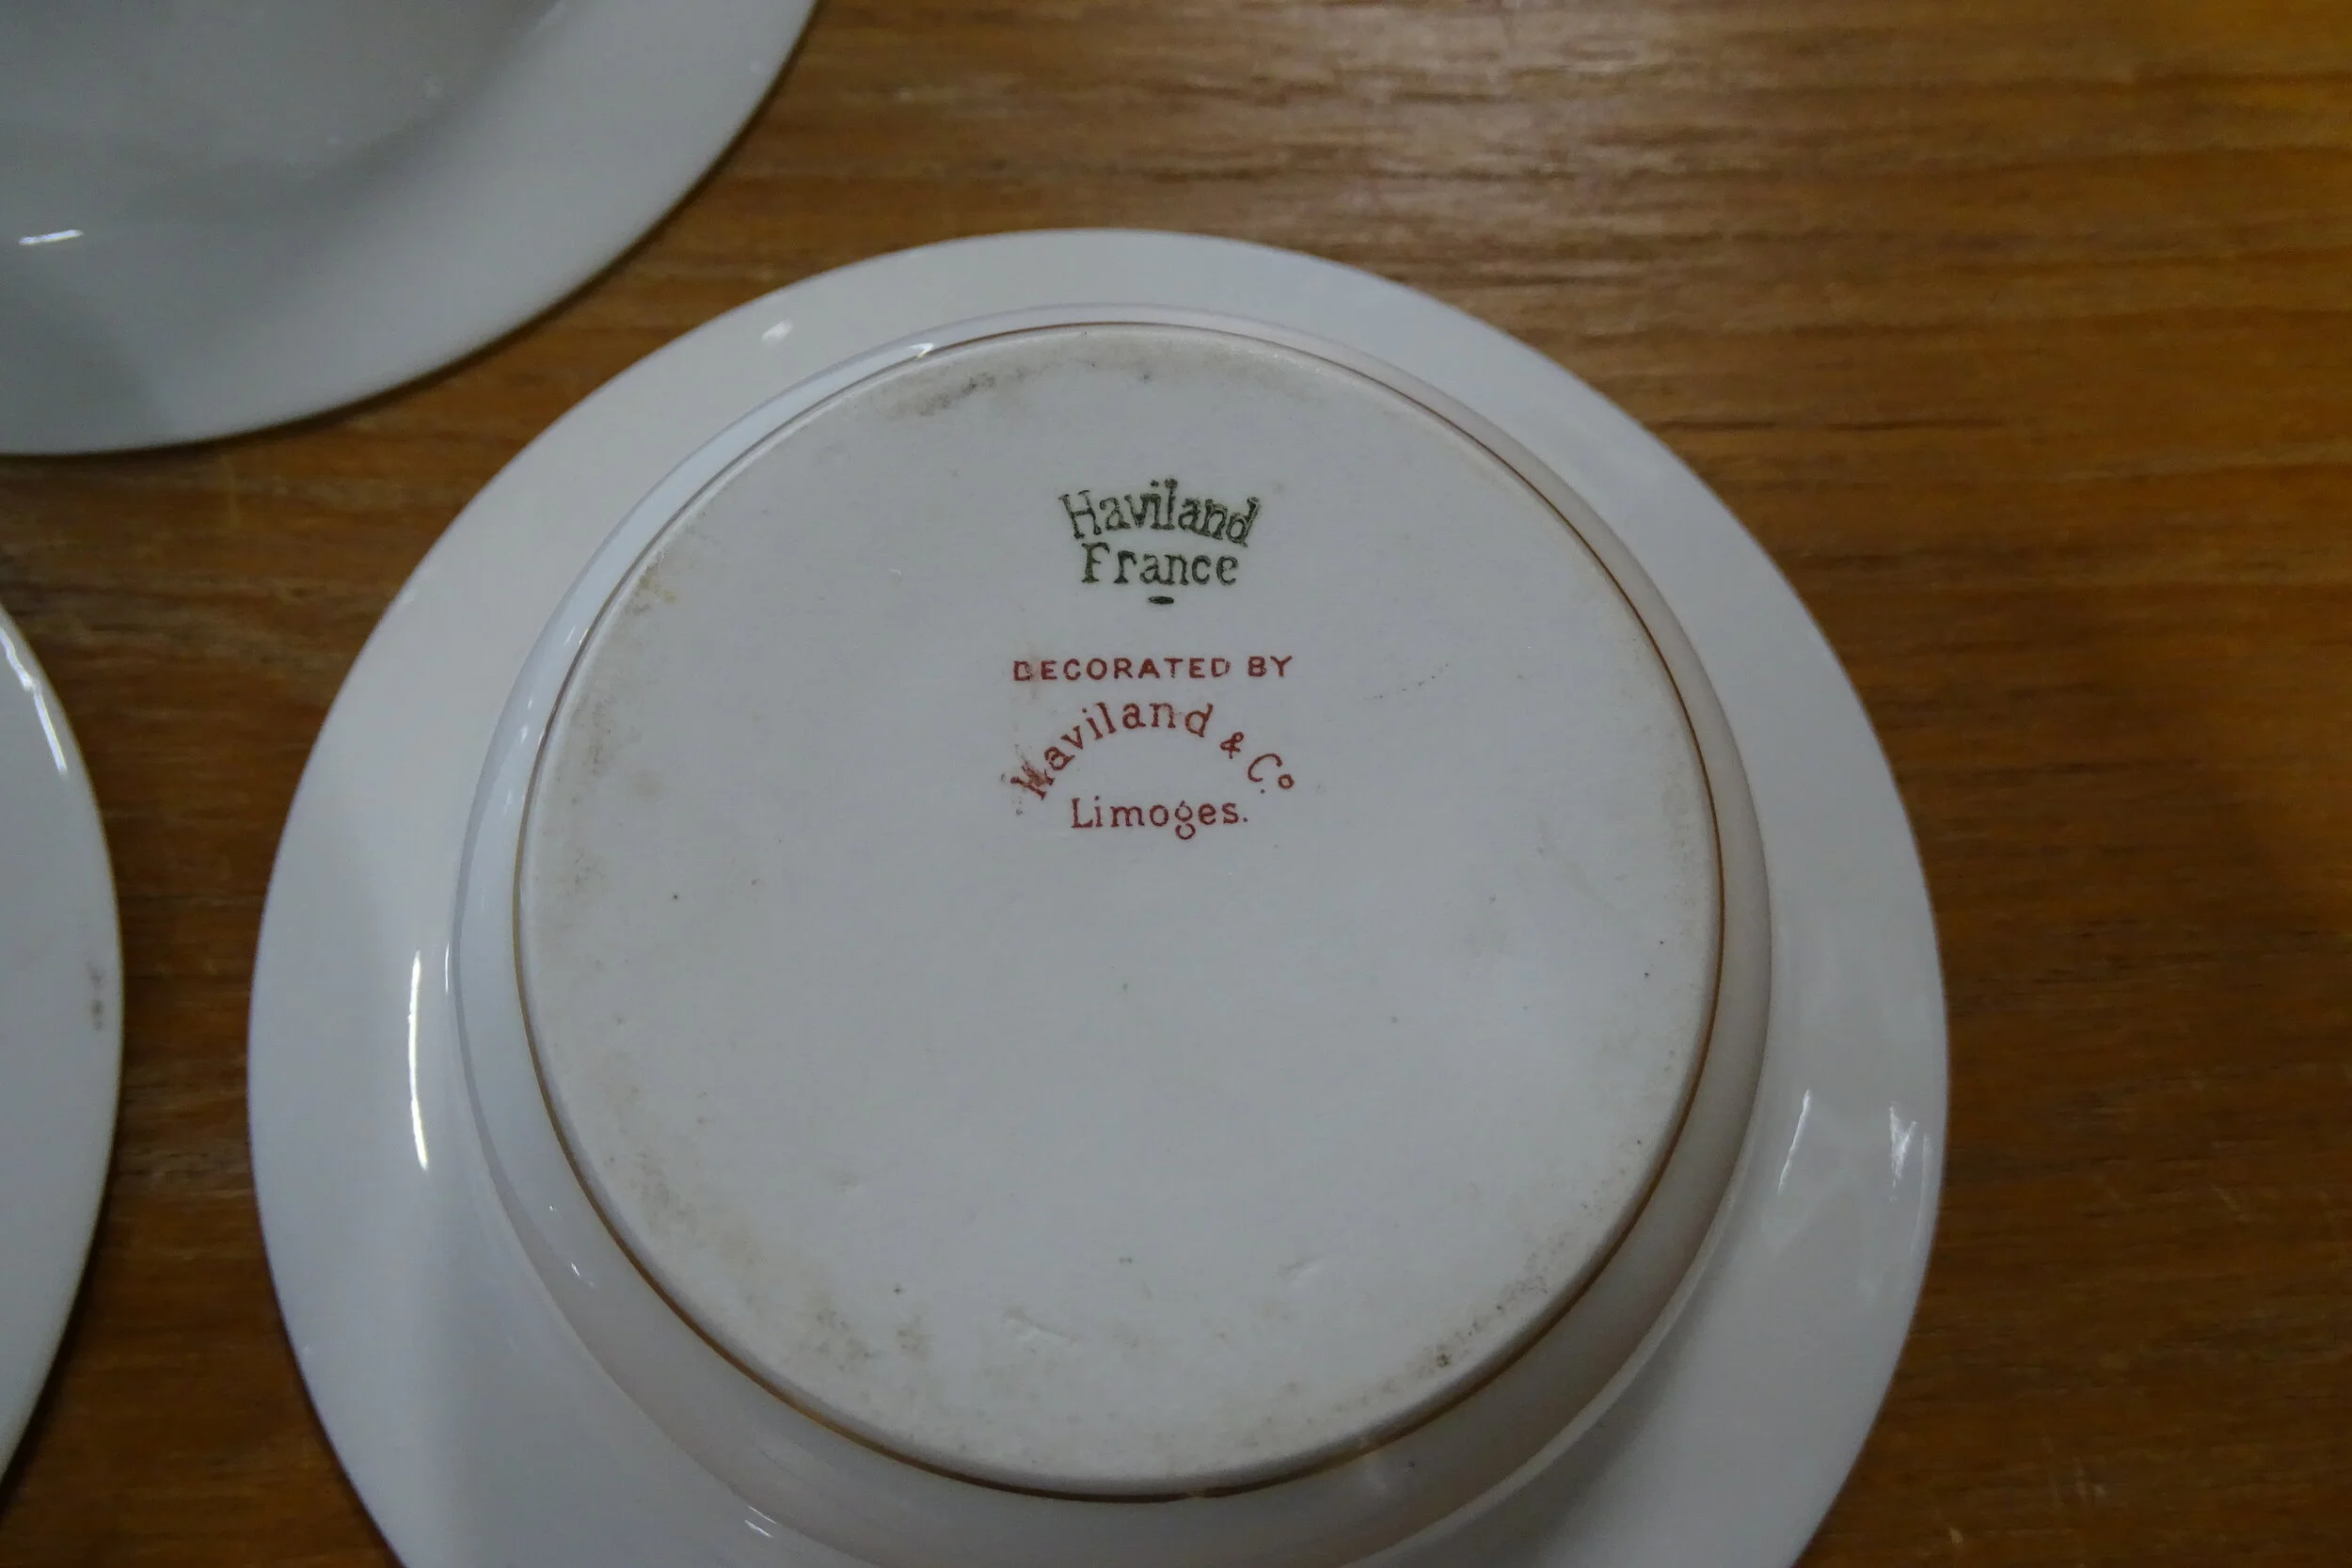 Haviland
France
DECORATED BY
Haviland & Co
Limoges.